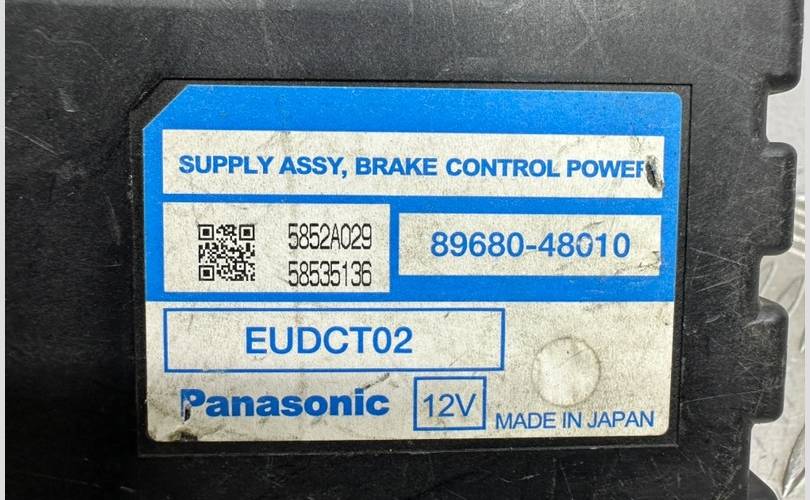 SUPPLY ASSY, BRAKE CONTROL POWER
5852A029
58535136
89680-48010
EUDCT02
Panasonic
12V
MADE IN JAPAN